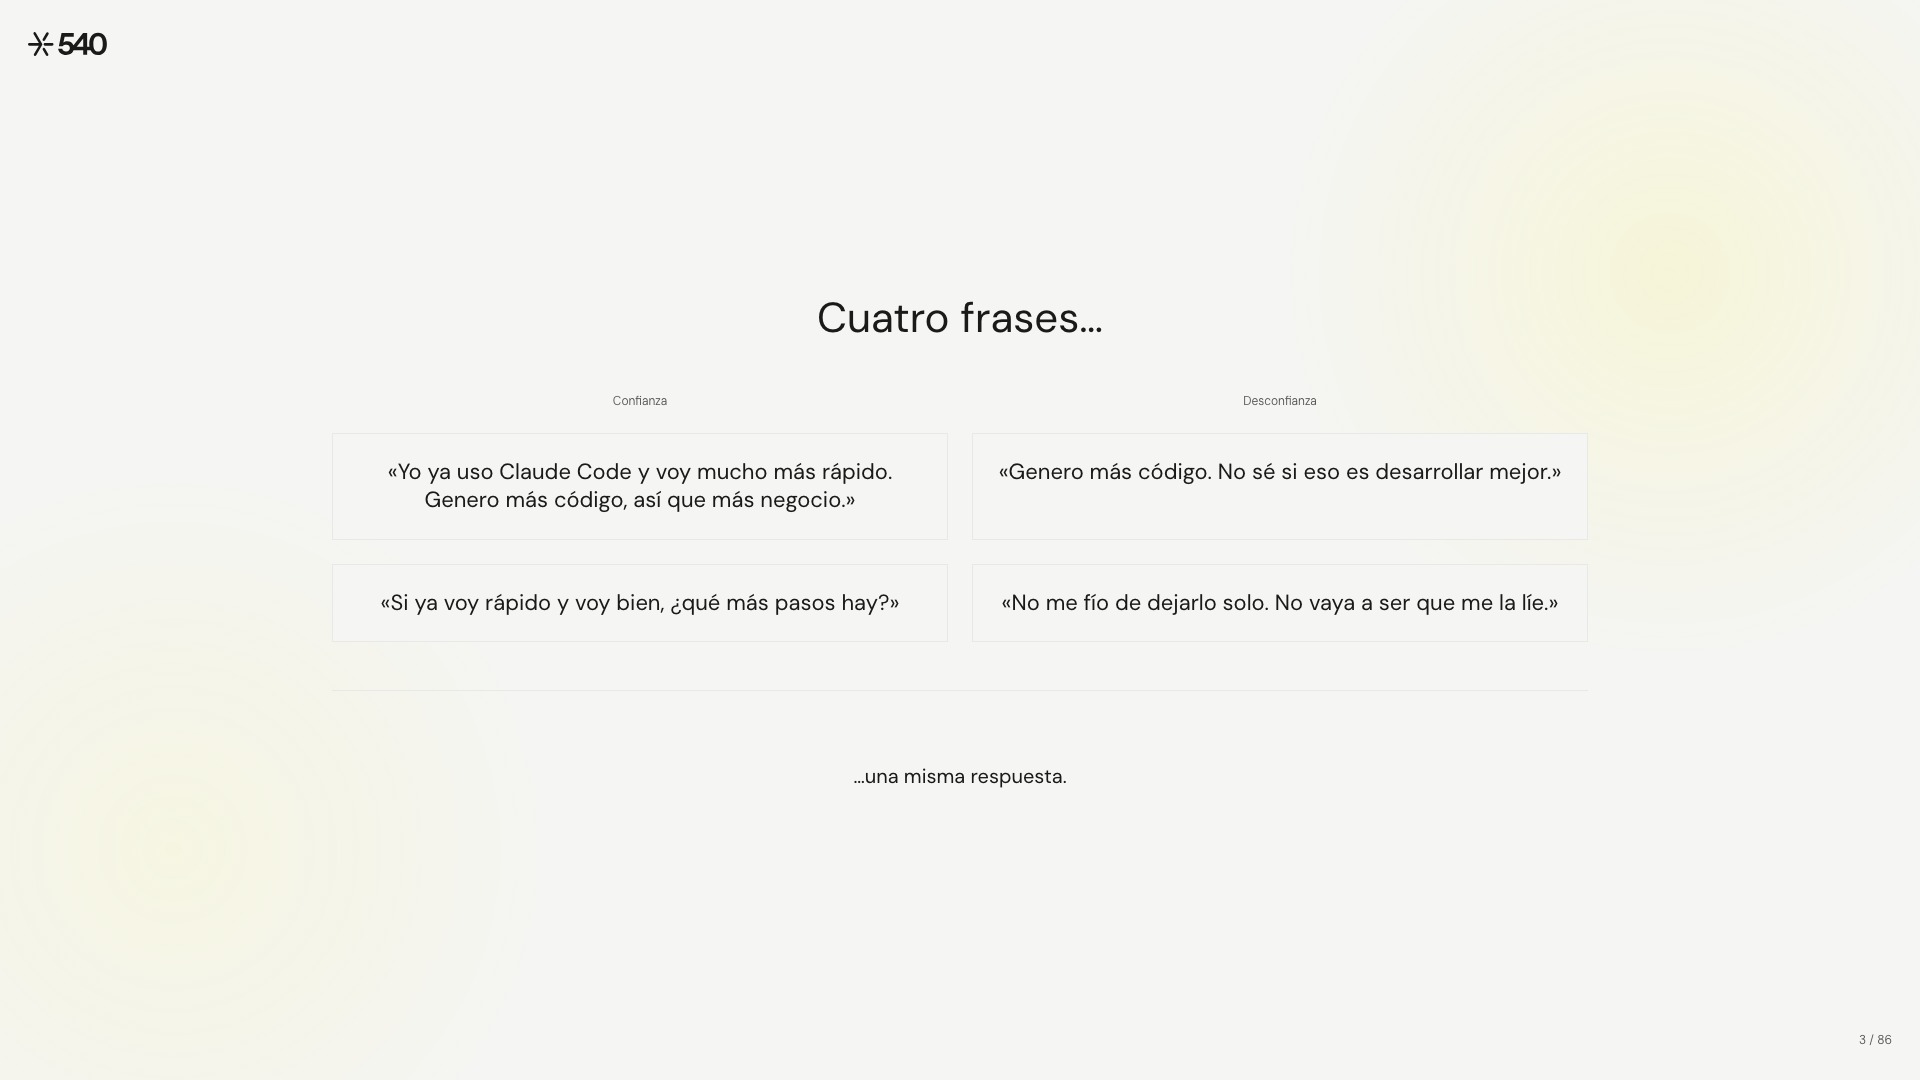 540
Cuatro frases...
Confianza
Desconfianza
«Yo ya uso Claude Code y voy mucho más rápido.
Genero más código, así que más negocio.»
«Genero más código. No sé si eso es desarrollar mejor.»
«Si ya voy rápido y voy bien, ¿qué más pasos hay?»
«No me fío de dejarlo solo. No vaya a ser que me la líe.»
...una misma respuesta.
3 / 86